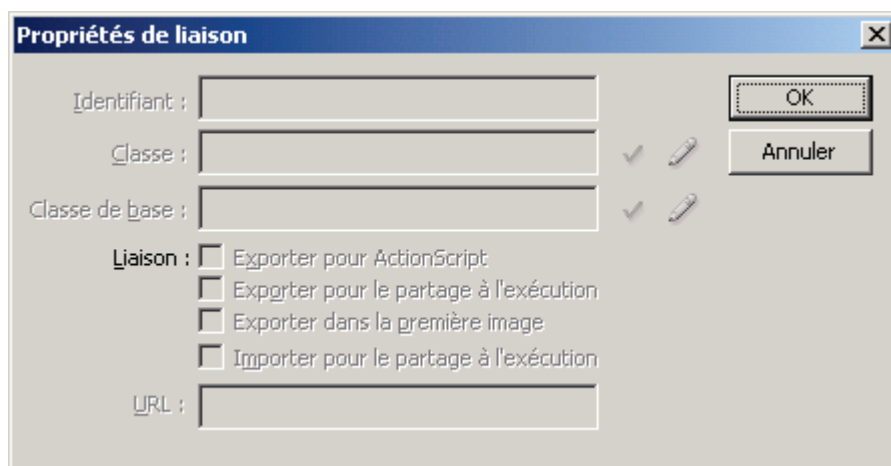 Propriétés de liaison
Identifiant :
OK
Classe :
Annuler
Classe de base :
Liaison : Exporter pour ActionScript
Exporter pour le partage à l'exécution
Exporter dans la première image
Importer pour le partage à l'exécution
URL :